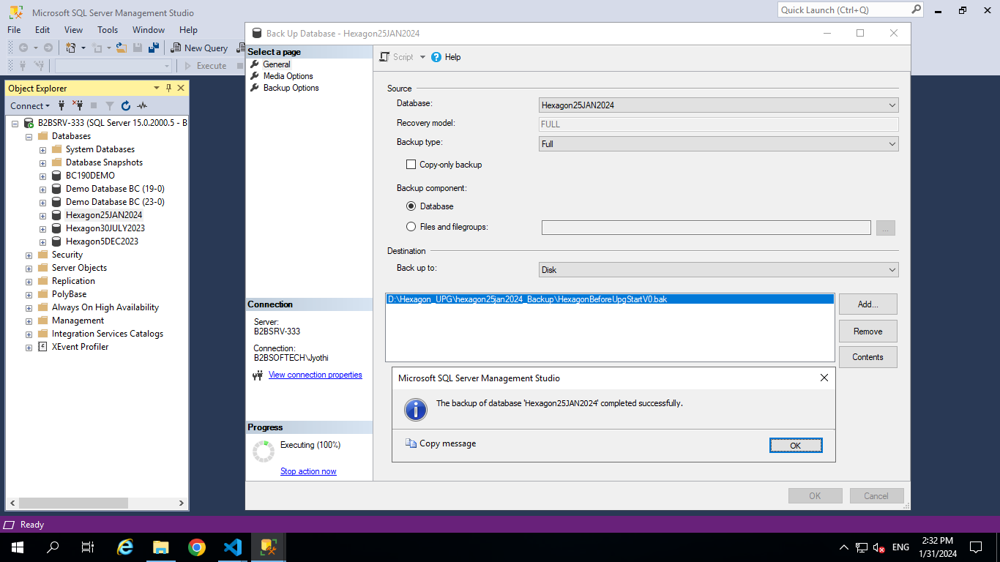 Microsoft SQL Server Management Studio
Quick Launch (Ctrl+Q)
File Edit View Tools Window Help
New Query
Execute
Object Explorer
Connect
B2BSRV-333 (SQL Server 15.0.2000.5 - B
Databases
System Databases
Database Snapshots
BC190DEMO
Demo Database BC (19-0)
Demo Database BC (23-0)
Hexagon25JAN2024
Hexagon30JULY2023
Hexagon5DEC2023
Security
Server Objects
Replication
PolyBase
Always On High Availability
Management
Integration Services Catalogs
XEvent Profiler
Back Up Database - Hexagon25JAN2024
Select a page
General
Media Options
Backup Options
Connection
Server:
B2BSRV-333
Connection:
B2BSOFTECH\Jyothi
View connection properties
Progress
Executing (100%)
Stop action now
Script Help
Source
Database: Hexagon25JAN2024
Recovery model: FULL
Backup type: Full
Copy-only backup
Backup component:
Database
Files and filegroups: ...
Destination
Back up to: Disk
D:\Hexagon_UPG\hexagon25jan2024_Backup\HexagonBeforeUpgStartV0.bak
Add...
Remove
Contents
Microsoft SQL Server Management Studio
The backup of database 'Hexagon25JAN2024' completed successfully.
Copy message
OK
OK Cancel
Ready
ENG
2:32 PM
1/31/2024